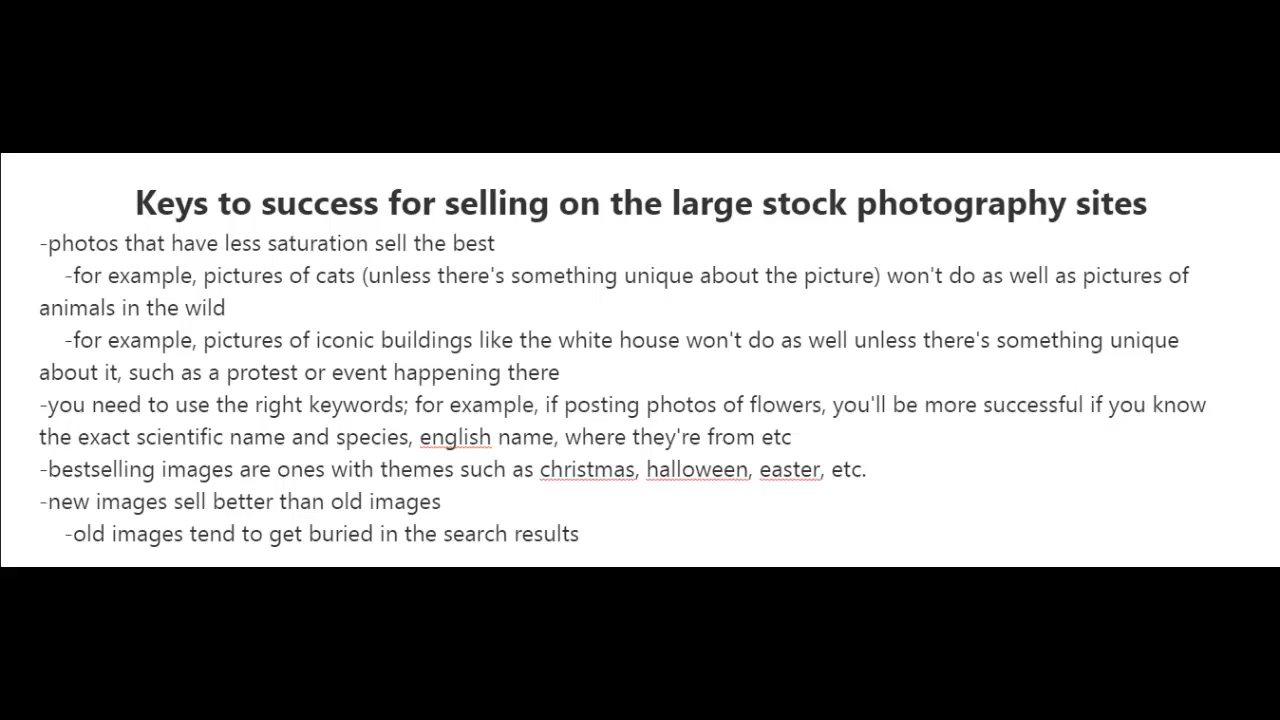 Keys to success for selling on the large stock photography sites
-photos that have less saturation sell the best
-for example, pictures of cats (unless there's something unique about the picture) won't do as well as pictures of
animals in the wild
-for example, pictures of iconic buildings like the white house won't do as well unless there's something unique
about it, such as a protest or event happening there
-you need to use the right keywords; for example, if posting photos of flowers, you'll be more successful if you know
the exact scientific name and species, english name, where they're from etc
-bestselling images are ones with themes such as christmas, halloween, easter, etc.
-new images sell better than old images
-old images tend to get buried in the search results